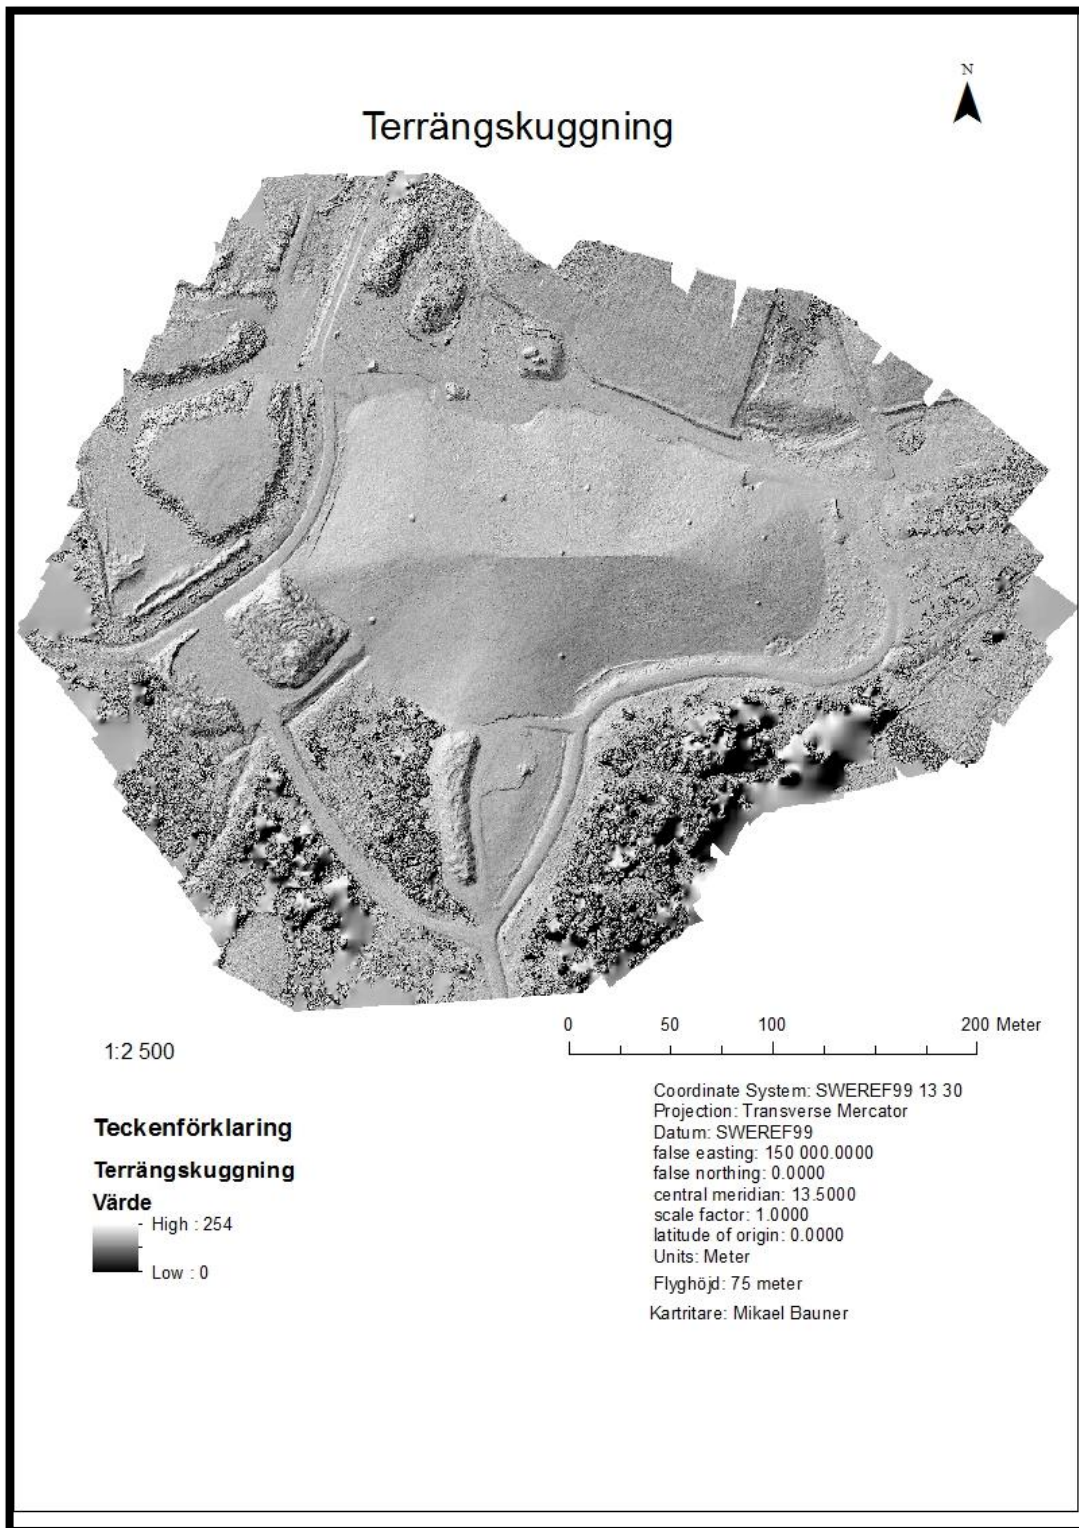 N
Terrängskuggning
0 50 100 200 Meter
1:2 500
Coordinate System: SWEREF99 13 30
Projection: Transverse Mercator
Datum: SWEREF99
false easting: 150 000.0000
false northing: 0.0000
central meridian: 13.5000
scale factor: 1.0000
latitude of origin: 0.0000
Units: Meter
Flyghöjd: 75 meter
Kartritare: Mikael Bauner
Teckenförklaring
Terrängskuggning
Värde
High : 254
Low : 0